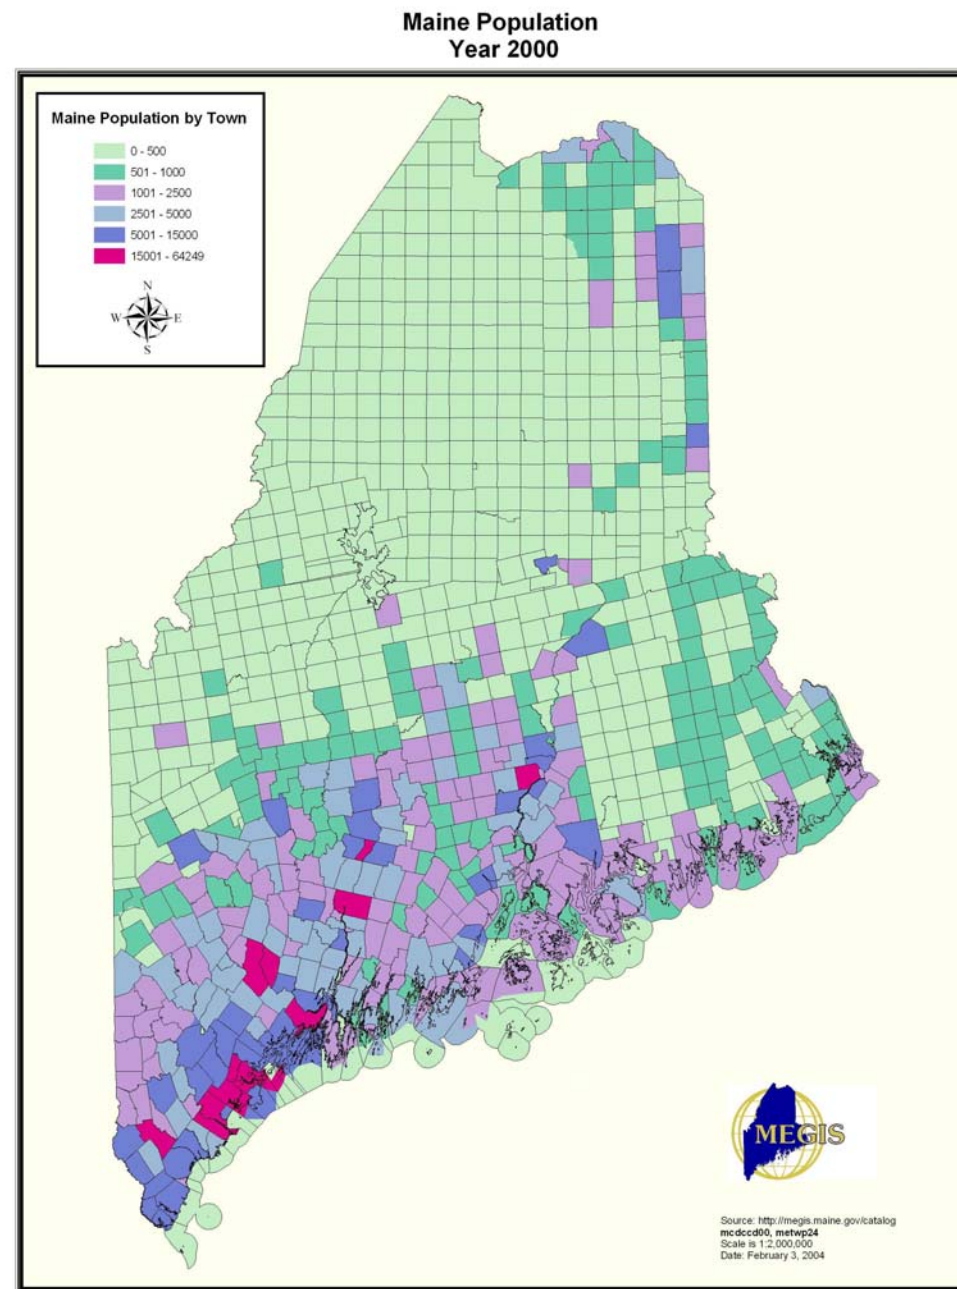 Maine Population
Year 2000
Maine Population by Town
0 - 500
501 - 1000
1001 - 2500
2501 - 5000
5001 - 15000
15001 - 64249
N
W E
S
MEGIS
Source: http://megis.maine.gov/catalog
mcdccd00, metwp24
Scale is 1:2,000,000
Date: February 3, 2004